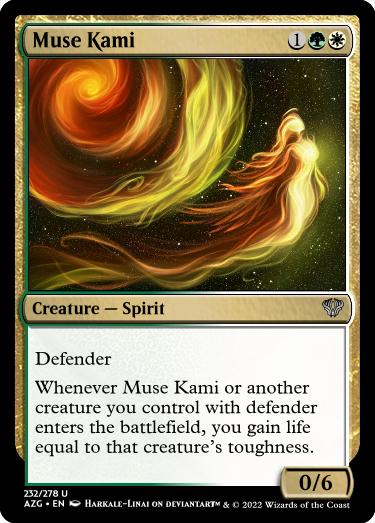 Muse Kami 1
Creature — Spirit
Defender
Whenever Muse Kami or another
creature you control with defender
enters the battlefield, you gain life
equal to that creature's toughness.
0/6
232/278 U
AZG • EN Harkale-Linai on deviantart™ & © 2022 Wizards of the Coast